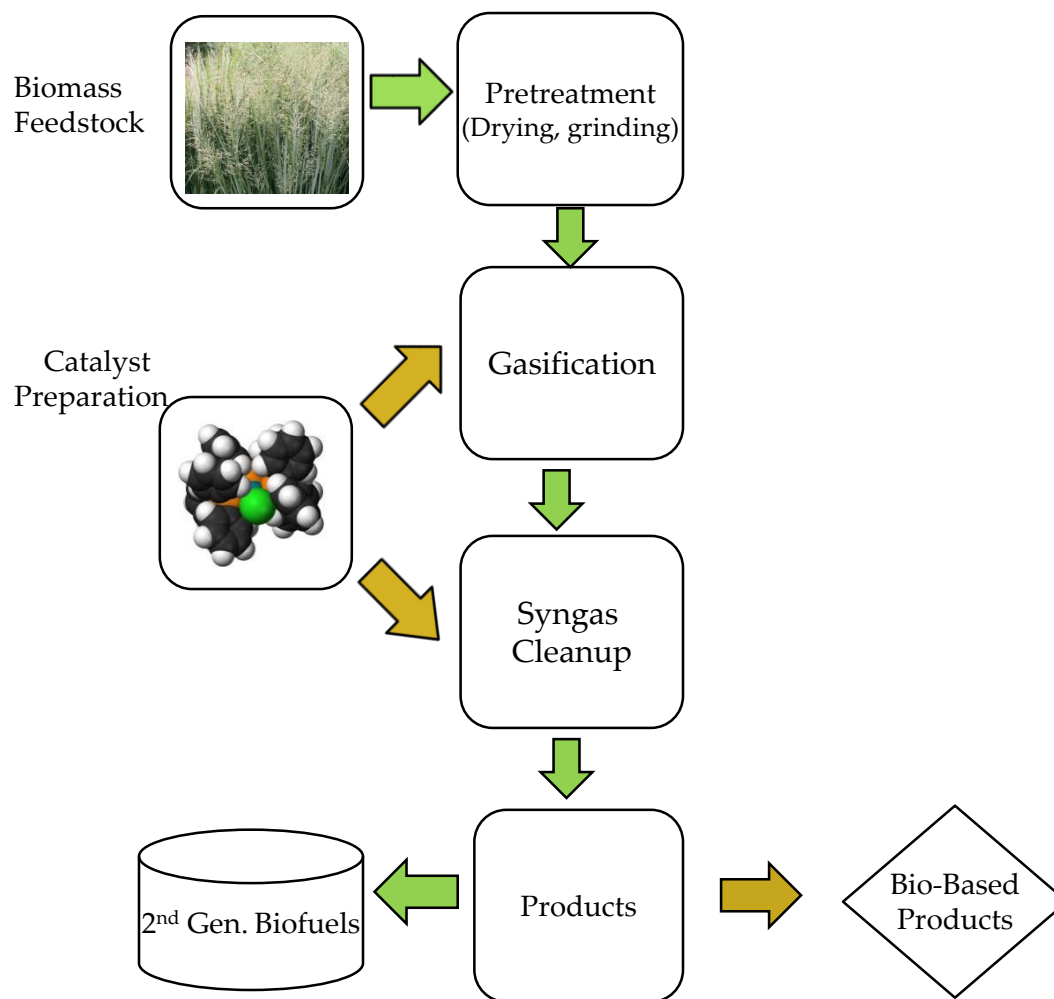 Biomass
Feedstock
Pretreatment
(Drying, grinding)
Catalyst
Preparation
Gasification
Syngas
Cleanup
2nd Gen. Biofuels
Products
Bio-Based
Products